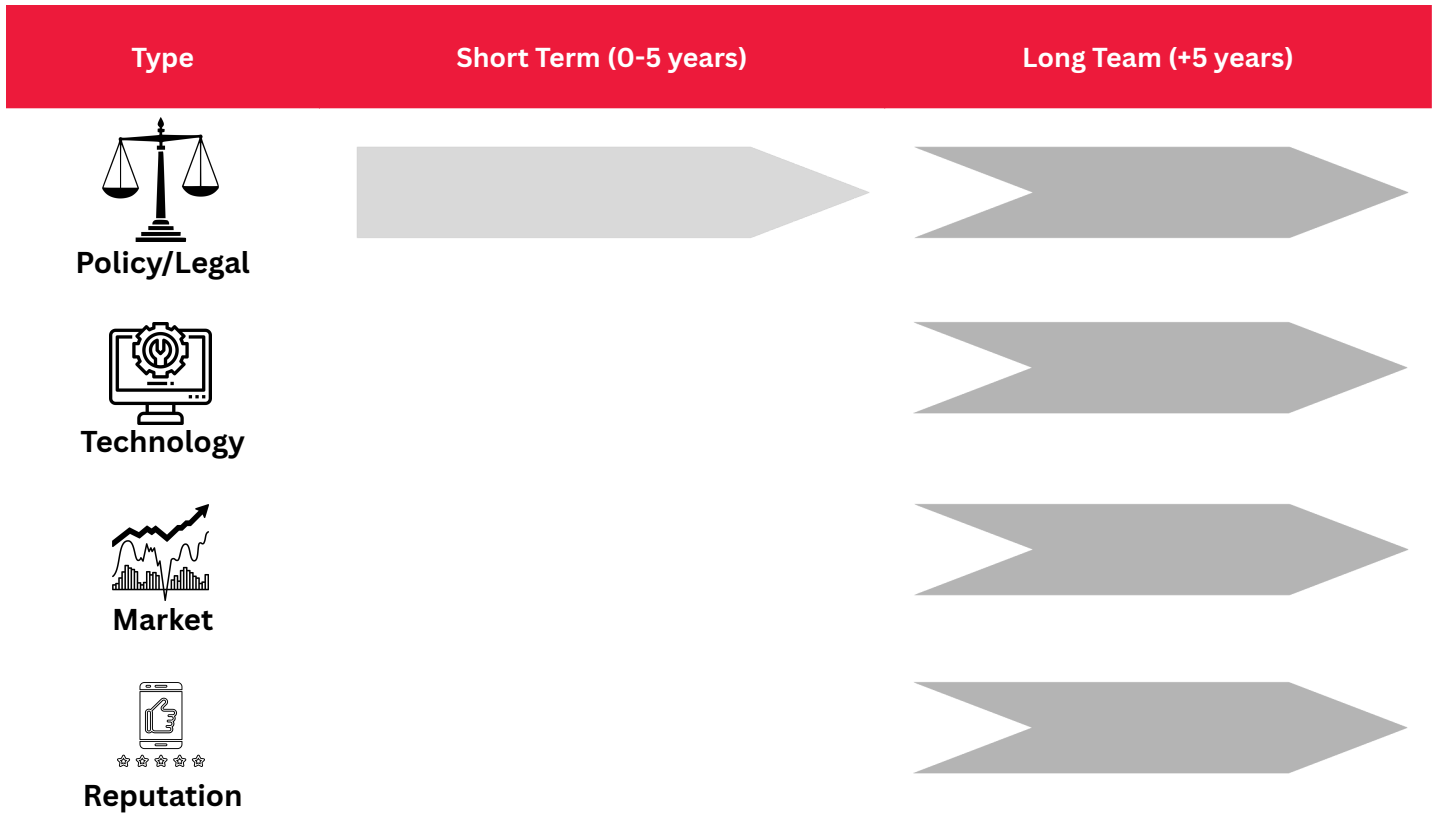 Type
Short Term (0-5 years)
Long Team (+5 years)
Policy/Legal
Technology
Market
Reputation